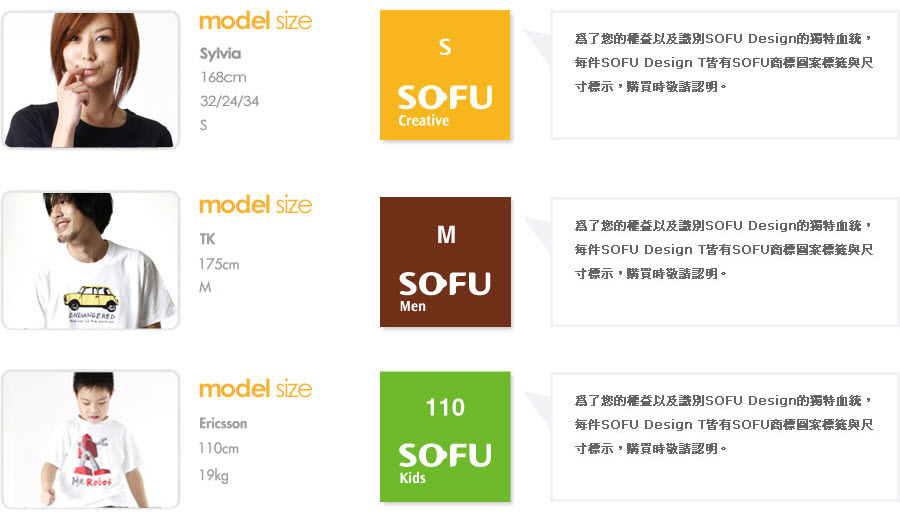 model size
Sylvia
168cm
32/24/34
S
S
SOFU
Creative
為了您的權益以及識別SOFU Design的獨特血統，
每件SOFU Design T皆有SOFU商標圖案標籤與尺
寸標示，購買時敬請認明。
model size
TK
175cm
M
ENDANGERED
M
SOFU
Men
為了您的權益以及識別SOFU Design的獨特血統，
每件SOFU Design T皆有SOFU商標圖案標籤與尺
寸標示，購買時敬請認明。
model size
Ericsson
110cm
19kg
Me Robot
110
SOFU
Kids
為了您的權益以及識別SOFU Design的獨特血統，
每件SOFU Design T皆有SOFU商標圖案標籤與尺
寸標示，購買時敬請認明。